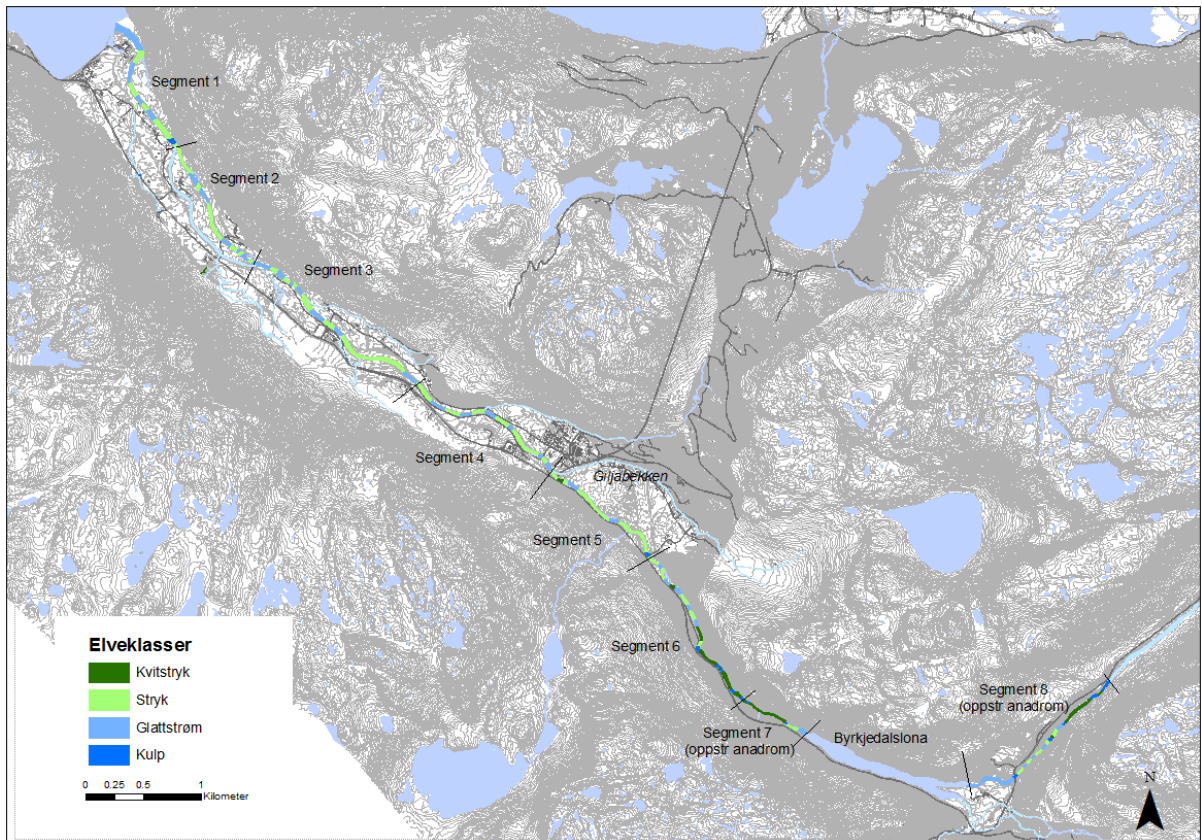 Segment 1
Segment 2
Segment 3
Segment 4
Giljabekken
Segment 5
Segment 6
Segment 7
(oppstr anadrom)
Byrkjedalslona
Segment 8
(oppstr anadrom)
Elveklasser
Kvitstryk
Stryk
Glattstrøm
Kulp
0 0.25 0.5 1
Kilometer
N